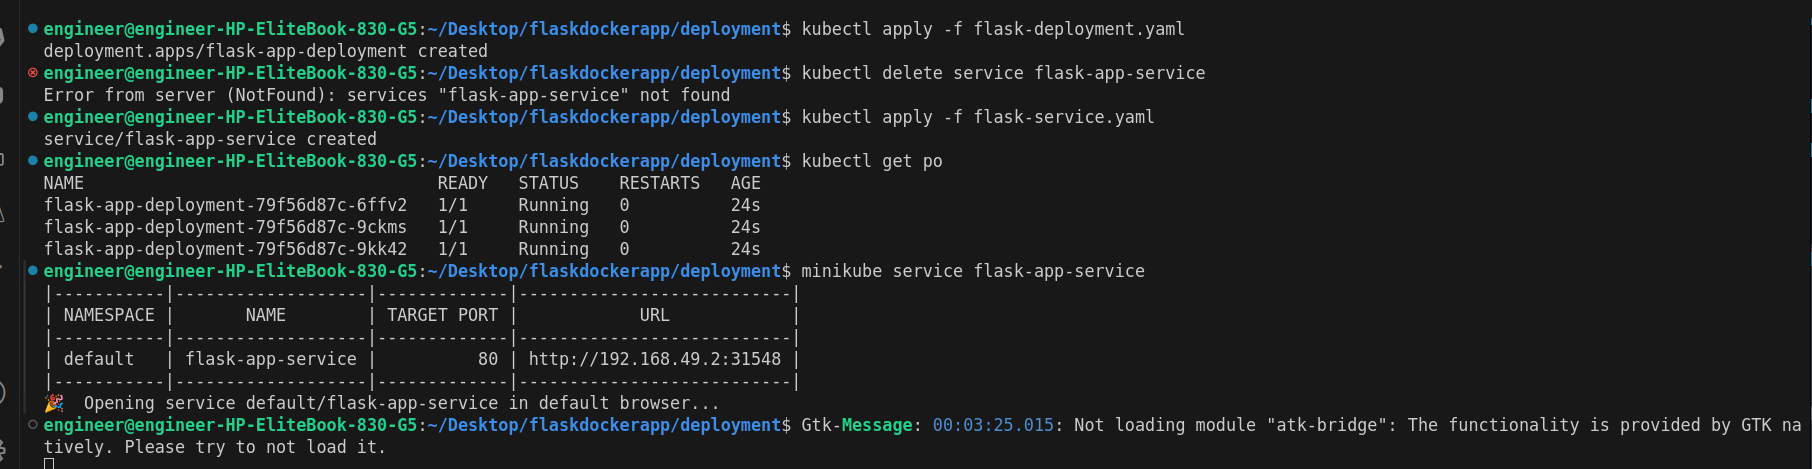 engineer@engineer-HP-EliteBook-830-G5:~/Desktop/flaskdockerapp/deployment$ kubectl apply -f flask-deployment.yaml
deployment.apps/flask-app-deployment created
engineer@engineer-HP-EliteBook-830-G5:~/Desktop/flaskdockerapp/deployment$ kubectl delete service flask-app-service
Error from server (NotFound): services "flask-app-service" not found
engineer@engineer-HP-EliteBook-830-G5:~/Desktop/flaskdockerapp/deployment$ kubectl apply -f flask-service.yaml
service/flask-app-service created
engineer@engineer-HP-EliteBook-830-G5:~/Desktop/flaskdockerapp/deployment$ kubectl get po
NAME                                   READY   STATUS    RESTARTS   AGE
flask-app-deployment-79f56d87c-6ffv2   1/1     Running   0          24s
flask-app-deployment-79f56d87c-9ckms   1/1     Running   0          24s
flask-app-deployment-79f56d87c-9kk42   1/1     Running   0          24s
engineer@engineer-HP-EliteBook-830-G5:~/Desktop/flaskdockerapp/deployment$ minikube service flask-app-service
|-----------|-------------------|-------------|---------------------------|
| NAMESPACE |       NAME        | TARGET PORT |            URL            |
|-----------|-------------------|-------------|---------------------------|
| default   | flask-app-service |          80 | http://192.168.49.2:31548 |
|-----------|-------------------|-------------|---------------------------|
🎉  Opening service default/flask-app-service in default browser...
engineer@engineer-HP-EliteBook-830-G5:~/Desktop/flaskdockerapp/deployment$ Gtk-Message: 00:03:25.015: Not loading module "atk-bridge": The functionality is provided by GTK na
tively. Please try to not load it.